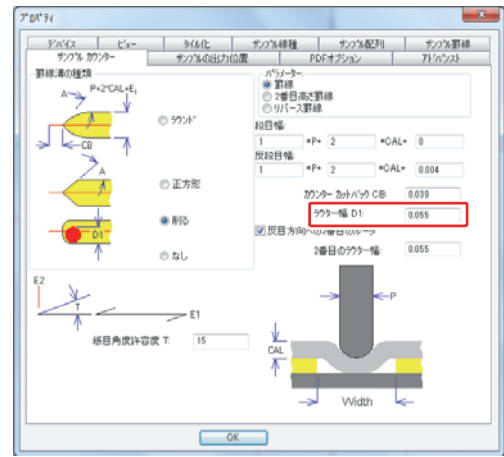 プロパティ
デバイス ビュー タイル化 サンプル線種 サンプル配列 サンプル罫線
サンプル カウンター サンプルの出力位置 PDFオプション アドバンスト
罫線溝の種類
A
P+2*CAL+E1
CB
ラウンド
A
正方形
D1
削る
なし
パラメーター:
罫線
2番目高さ罫線
リバース罫線
段目幅:
1 *P+ 2 *CAL+ 0
反段目幅:
1 *P+ 2 *CAL+ 0.004
カウンター カットバック CB: 0.039
ラウター幅 D1: 0.055
反目方向への2番目のルータ
2番目のラウター幅: 0.055
E2
T
E1
紙目角度許容度 T: 15
P
CAL
Width
OK